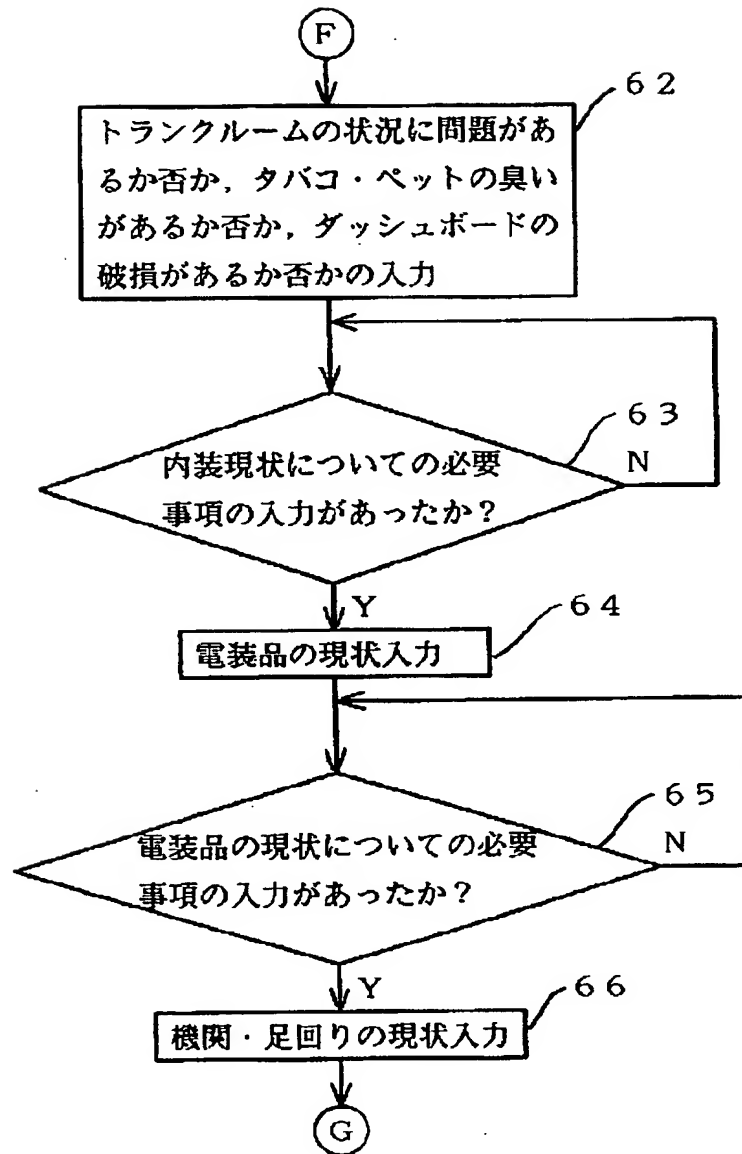 F
62
トランクルームの状況に問題があ
るか否か，タバコ・ペットの臭い
があるか否か，ダッシュボードの
破損があるか否かの入力
63
内装現状についての必要
事項の入力があったか？
N
Y
64
電装品の現状入力
65
電装品の現状についての必要
事項の入力があったか？
N
Y
66
機関・足回りの現状入力
G